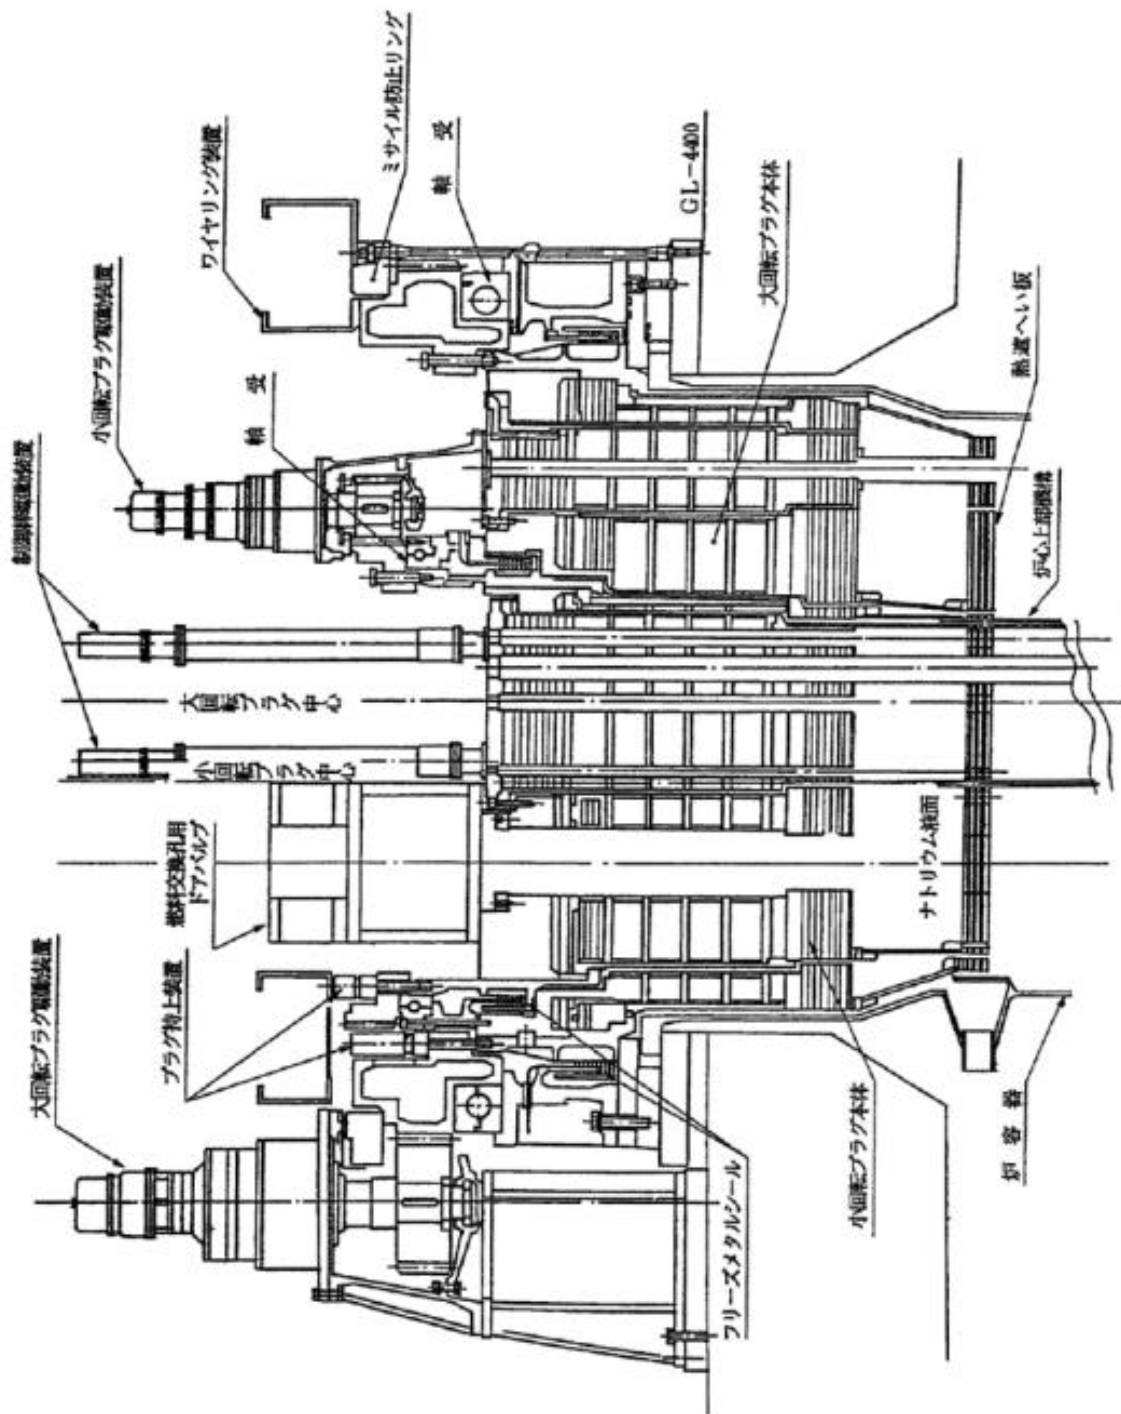 大回転プラグ駆動装置
プラグ持上装置
燃料交換孔用
ドアバルブ
制御棒駆動装置
小回転プラグ駆動装置
ワイヤリング装置
ミサイル防止リング
軸 受
軸 受
大回転プラグ中心
小回転プラグ中心
GL-4400
大回転プラグ本体
熱遮へい板
炉心上部機構
ナトリウム液面
小回転プラグ本体
炉 容 器
フリーズメタルシール